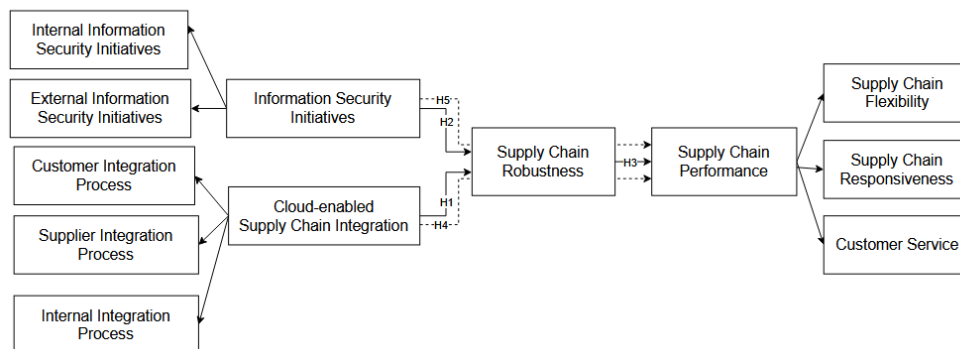 Internal Information
Security Initiatives
External Information
Security Initiatives
Customer Integration
Process
Supplier Integration
Process
Internal Integration
Process
Information Security
Initiatives
Cloud-enabled
Supply Chain Integration
H5
H2
H1
H4
Supply Chain
Robustness
H3
Supply Chain
Performance
Supply Chain
Flexibility
Supply Chain
Responsiveness
Customer Service